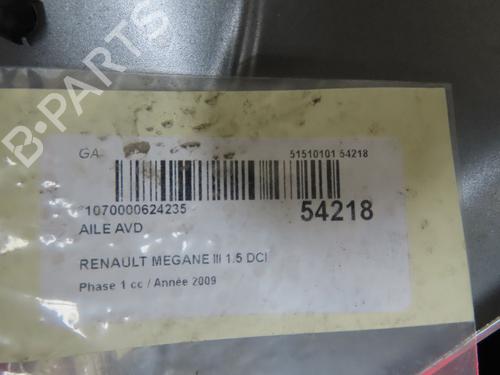 B-PARTS
GA
51510101 54218
1070000624235
54218
AILE AVD
RENAULT MEGANE III 1.5 DCI
Phase 1 cc / Année 2009